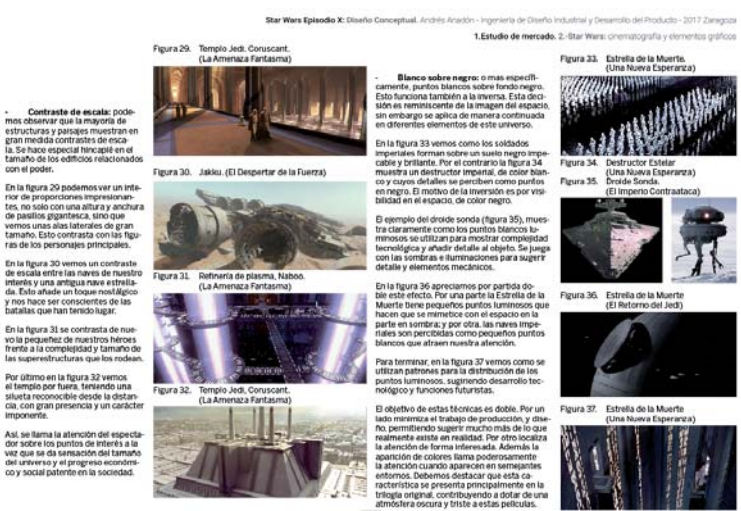 Star Wars Episodio X: Diseño Conceptual. Andrés Anadón - Ingeniería de Diseño Industrial y Desarrollo del Producto - 2017 Zaragoza
1.Estudio de mercado. 2.-Star Wars: cinematografía y elementos gráficos
- Contraste de escala: pode-
mos observar que la mayoría de
estructuras y paisajes muestran en
gran medida contrastes de esca-
la. Se hace especial hincapié en el
tamaño de los edificios relacionados
con el poder.
En la figura 29 podemos ver un inte-
rior de proporciones impresionan-
tes, no solo con una altura y anchura
de pasillos gigantesca, sino que
vemos unas alas laterales de gran
tamaño. Esto contrasta con las figu-
ras de los personajes principales.
En la figura 30 vemos un contraste
de escala entre las naves de nuestro
interés y una antigua nave estrella-
da. Esto añade un toque nostálgico
y nos hacer ser conscientes de las
batallas que han tenido lugar.
En la figura 31 se contrasta de nue-
vo la pequeñez de nuestros héroes
frente a la complejidad y tamaño de
las superestructuras que los rodean.
Por último en la figura 32 vemos
el templo por fuera, teniendo una
silueta reconocible desde la distan-
cia, con gran presencia y un carácter
imponente.
Así, se llama la atención del especta-
dor sobre los puntos de interés a la
vez que se da sensación del tamaño
del universo y el progreso económi-
co y social patente en la sociedad.
Figura 29. Templo Jedi. Coruscant.
(La Amenaza Fantasma)
Figura 30. Jakku. (El Despertar de la Fuerza)
Figura 31. Refinería de plasma, Naboo.
(La Amenaza Fantasma)
Figura 32. Templo Jedi, Coruscant.
(La Amenaza Fantasma)
- Blanco sobre negro: o mas específi-
camente, puntos blancos sobre fondo negro.
Esto funciona también a la inversa. Esta deci-
sión es reminiscente de la imagen del espacio,
sin embargo se aplica de manera continuada
en diferentes elementos de este universo.
En la figura 33 vemos como los soldados
imperiales forman sobre un suelo negro impe-
cable y brillante. Por el contrario la figura 34
muestra un destructor imperial, de color blan-
co y cuyos detalles se perciben como puntos
en negro. El motivo de la inversión es por visi-
bilidad en el espacio, de color negro.
El ejemplo del droide sonda (figura 35), mues-
tra claramente como los puntos blancos lu-
minosos se utilizan para mostrar complejidad
tecnológica y añadir detalle al objeto. Se juega
con las sombras e iluminaciones para sugerir
detalle y elementos mecánicos.
En la figura 36 apreciamos por partida do-
ble este efecto. Por una parte la Estrella de la
Muerte tiene pequeños puntos luminosos que
hacen que se mimetice con el espacio en la
parte en sombra; y por otra, las naves impe-
riales son percibidas como pequeños puntos
blancos que atraen nuestra atención.
Para terminar, en la figura 37 vemos como se
utilizan patrones para la distribución de los
puntos luminosos, sugiriendo desarrollo tec-
nológico y funciones futuristas.
El objetivo de estas técnicas es doble. Por un
lado minimiza el trabajo de producción, y dise-
ño, permitiendo sugerir mucho más de lo que
realmente existe en realidad. Por otro localiza
la atención de forma interesada. Además la
aparición de colores llama poderosamente
la atención cuando aparecen en semejantes
entornos. Debemos destacar que esta ca-
racterística se presenta principalmente en la
trilogía original, contribuyendo a dotar de una
atmósfera oscura y triste a estas películas.
Figura 33. Estrella de la Muerte.
(Una Nueva Esperanza)
Figura 34. Destructor Estelar
(Una Nueva Esperanza)
Figura 35. Droide Sonda.
(El Imperio Contraataca)
Figura 36. Estrella de la Muerte
(El Retorno del Jedi)
Figura 37. Estrella de la Muerte
(Una Nueva Esperanza)